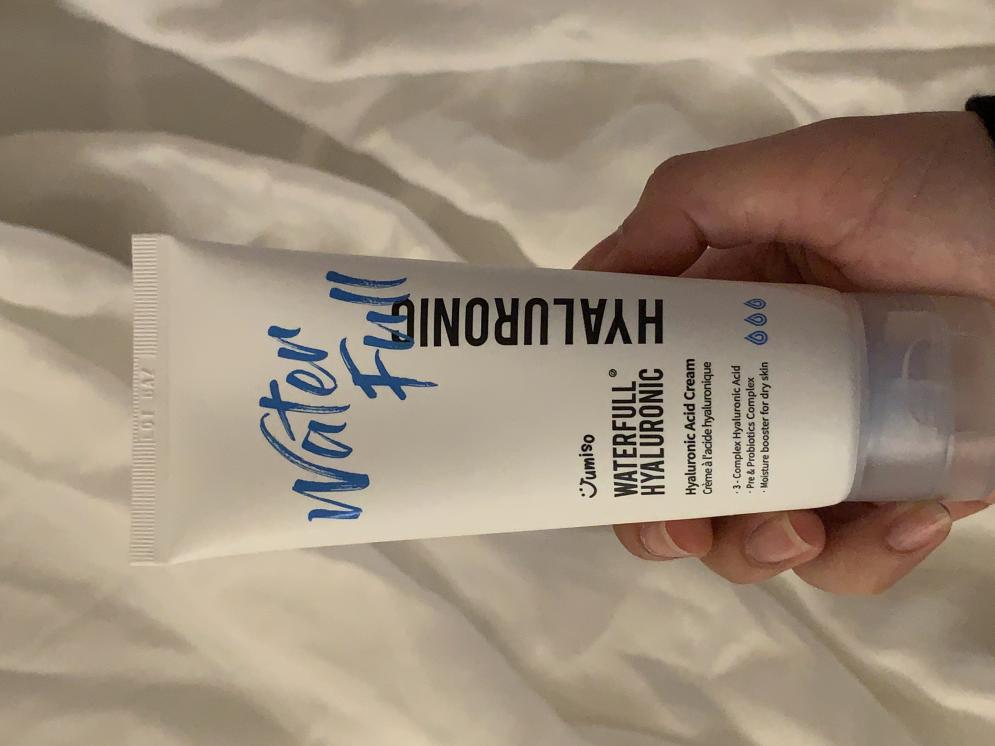 Water
Full
HYALURONIC
Jumiso
WATERFULL
HYALURONIC
Hyaluronic Acid Cream
Crème à l'acide hyaluronique
· 3 - Complex Hyaluronic Acid
· Pre & Probiotics Complex
· Moisture booster for dry skin